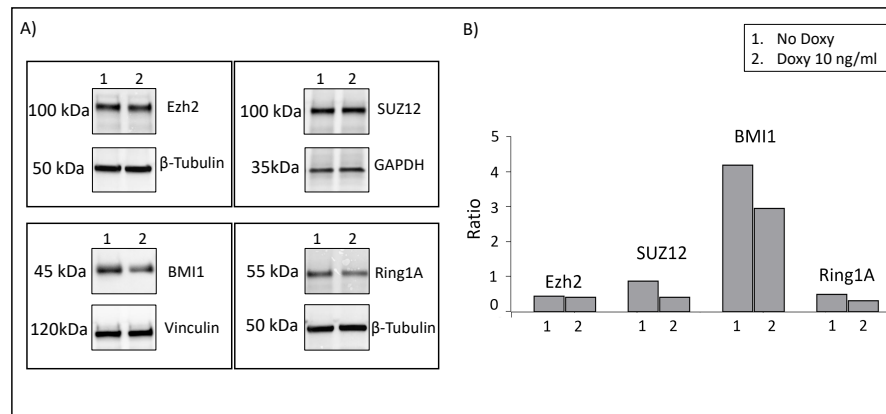 A)
1 2
100 kDa Ezh2
50 kDa β-Tubulin
1 2
100 kDa SUZ12
35kDa GAPDH
1 2
45 kDa BMI1
120kDa Vinculin
1 2
55 kDa Ring1A
50 kDa β-Tubulin
B)
1. No Doxy
2. Doxy 10 ng/ml
Ratio
5
4
3
2
1
0
Ezh2
SUZ12
BMI1
Ring1A
1 2 1 2 1 2 1 2